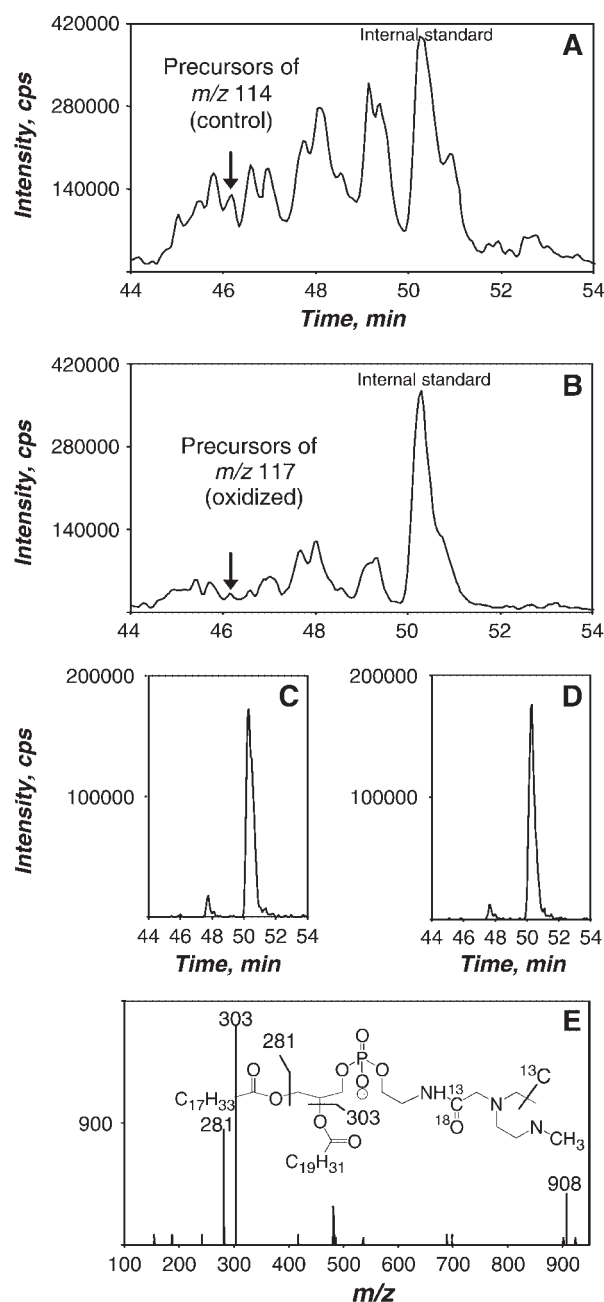 420000
280000
140000
Intensity, cps
Precursors of
m/z 114
(control)
Internal standard
A
44 46 48 50 52 54
Time, min
420000
280000
140000
Intensity, cps
Precursors of
m/z 117
(oxidized)
Internal standard
B
44 46 48 50 52 54
200000
100000
Intensity, cps
C
44 46 48 50 52 54
Time, min
200000
100000
D
44 46 48 50 52 54
Time, min
E
900
303
281
281
303
908
C17H33
O
O
O
O
C19H31
O
P
O
O
O
NH
13
C
18
O
N
13C
N
CH3
100 200 300 400 500 600 700 800 900
m/z